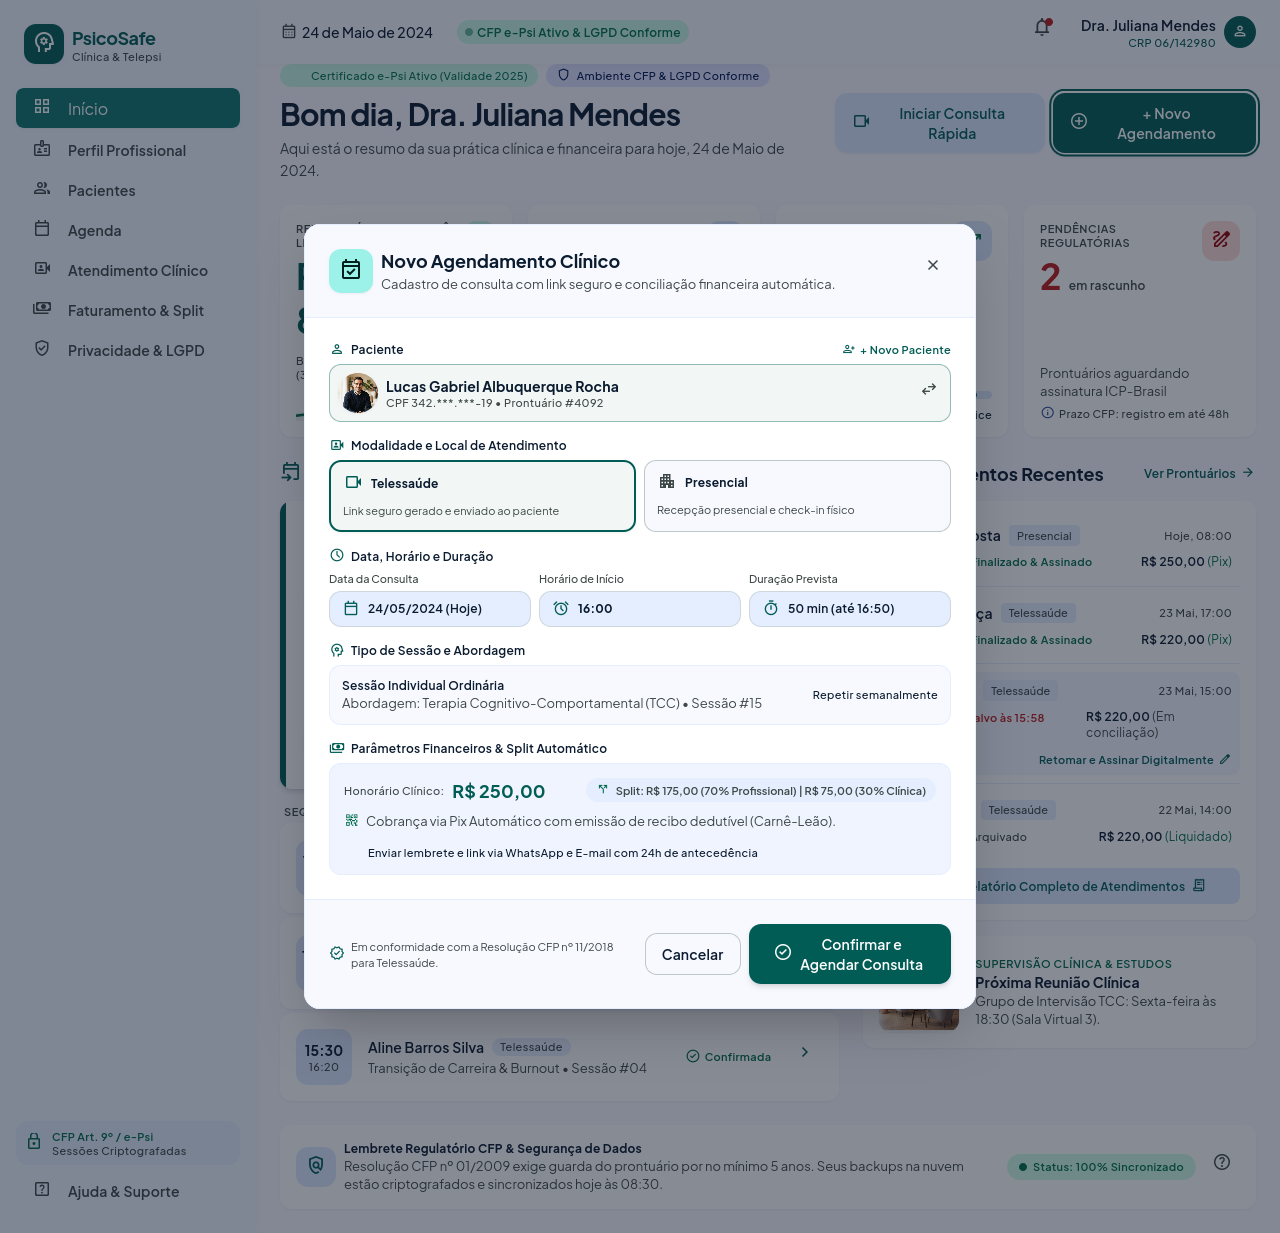 PsicoSafe
Clínica & Telepsi
Início
Perfil Profissional
Pacientes
Agenda
Atendimento Clínico
Faturamento & Split
Privacidade & LGPD
CFP Art. 9º / e-Psi
Sessões Criptografadas
Ajuda & Suporte
24 de Maio de 2024
CFP e-Psi Ativo & LGPD Conforme
Dra. Juliana Mendes
CRP 06/142980
Certificado e-Psi Ativo (Validade 2025)
Ambiente CFP & LGPD Conforme
Bom dia, Dra. Juliana Mendes
Aqui está o resumo da sua prática clínica e financeira para hoje, 24 de Maio de
2024.
Iniciar Consulta
Rápida
+ Novo
Agendamento
PENDÊNCIAS
REGULATÓRIAS
2 em rascunho
Prontuários aguardando
assinatura ICP-Brasil
Prazo CFP: registro em até 48h
Novo Agendamento Clínico
Cadastro de consulta com link seguro e conciliação financeira automática.
Paciente
+ Novo Paciente
Lucas Gabriel Albuquerque Rocha
CPF 342.***.***-19 • Prontuário #4092
Modalidade e Local de Atendimento
Telessaúde
Link seguro gerado e enviado ao paciente
Presencial
Recepção presencial e check-in físico
Data, Horário e Duração
Data da Consulta
24/05/2024 (Hoje)
Horário de Início
16:00
Duração Prevista
50 min (até 16:50)
Tipo de Sessão e Abordagem
Sessão Individual Ordinária
Abordagem: Terapia Cognitivo-Comportamental (TCC) • Sessão #15
Repetir semanalmente
Parâmetros Financeiros & Split Automático
Honorário Clínico: R$ 250,00
Split: R$ 175,00 (70% Profissional) | R$ 75,00 (30% Clínica)
Cobrança via Pix Automático com emissão de recibo dedutível (Carnê-Leão).
Enviar lembrete e link via WhatsApp e E-mail com 24h de antecedência
Em conformidade com a Resolução CFP nº 11/2018
para Telessaúde.
Cancelar
Confirmar e
Agendar Consulta
Recentes
Ver Prontuários
Presencial
Hoje, 08:00
Finalizado & Assinado
R$ 250,00 (Pix)
Telessaúde
23 Mai, 17:00
Finalizado & Assinado
R$ 220,00 (Pix)
Telessaúde
23 Mai, 15:00
às 15:58
R$ 220,00 (Em
conciliação)
Retomar e Assinar Digitalmente
Telessaúde
22 Mai, 14:00
Arquivado
R$ 220,00 (Liquidado)
Completo de Atendimentos
SUPERVISÃO CLÍNICA & ESTUDOS
Próxima Reunião Clínica
Grupo de Intervisão TCC: Sexta-feira às
18:30 (Sala Virtual 3).
15:30
16:20
Aline Barros Silva
Telessaúde
Transição de Carreira & Burnout • Sessão #04
Confirmada
Lembrete Regulatório CFP & Segurança de Dados
Resolução CFP nº 01/2009 exige guarda do prontuário por no mínimo 5 anos. Seus backups na nuvem
estão criptografados e sincronizados hoje às 08:30.
Status: 100% Sincronizado